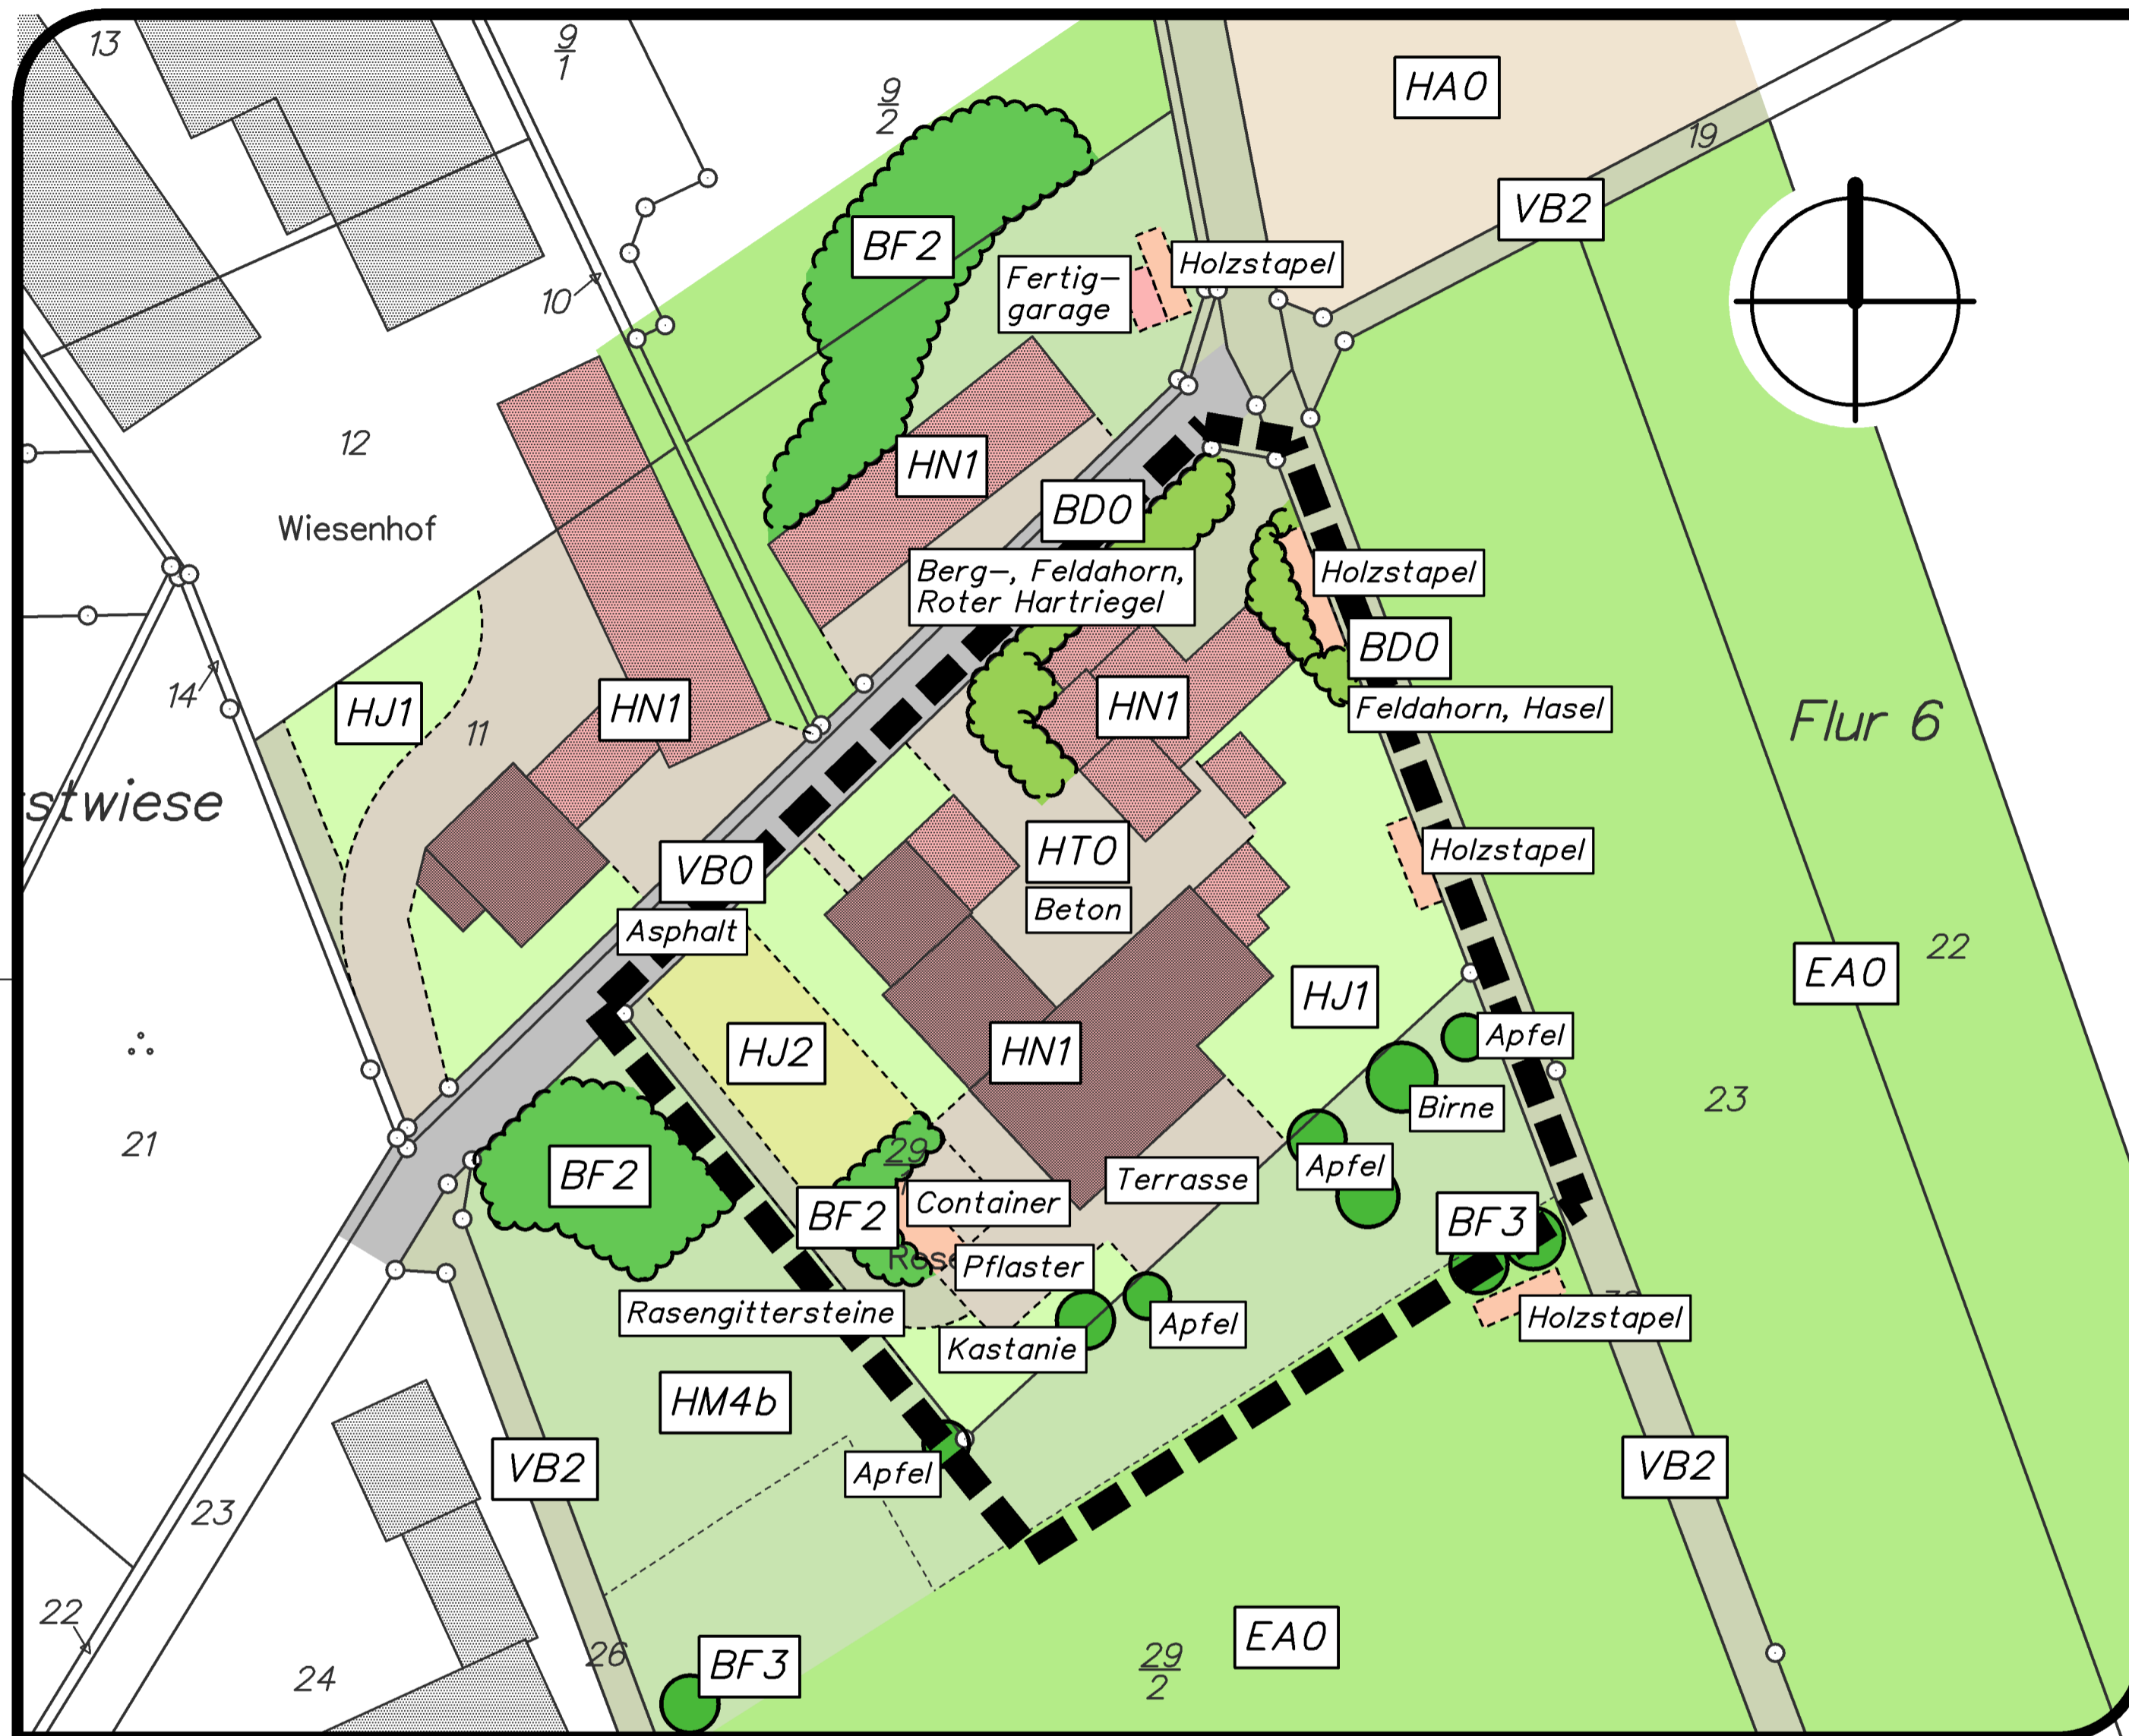 13
9
1
9
2
HA0
19
VB2
BF2
Holzstapel
Fertig-
garage
10
12
HN1
BD0
Wiesenhof
Berg-, Feldahorn,
Roter Hartriegel
Holzstapel
BD0
14
HJ1
11
HN1
HN1
Feldahorn, Hasel
Flur 6
stwiese
VB0
HT0
Holzstapel
Asphalt
Beton
22
EA0
HJ1
HJ2
HN1
Apfel
21
23
Birne
29
BF2
Apfel
Terrasse
BF2
Container
BF3
Pflaster
Rasengittersteine
Kastanie
Apfel
Holzstapel
HM4b
VB2
Apfel
VB2
23
22
24
26
BF3
29
2
EA0